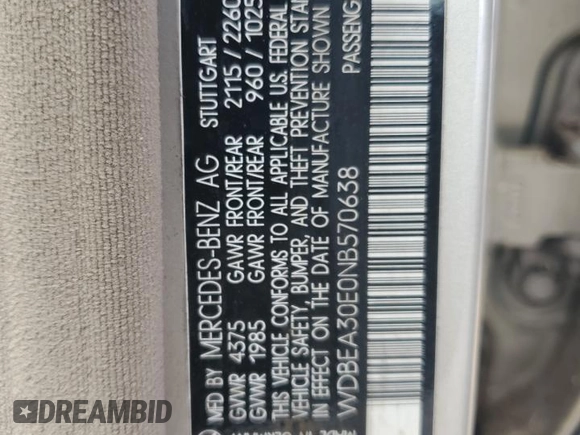 MFD BY MERCEDES-BENZ AG STUTTGART
GVWR 4375 GAWR FRONT/REAR 2115 / 2260
GVWR 1985 GAWR FRONT/REAR 960 / 1025
THIS VEHICLE CONFORMS TO ALL APPLICABLE U.S. FEDERAL
VEHICLE SAFETY, BUMPER, AND THEFT PREVENTION STAN
IN EFFECT ON DATE OF MANUFACTURE SHOWN
WDBEA30E0NB570638 PASSENG
DREAMBID